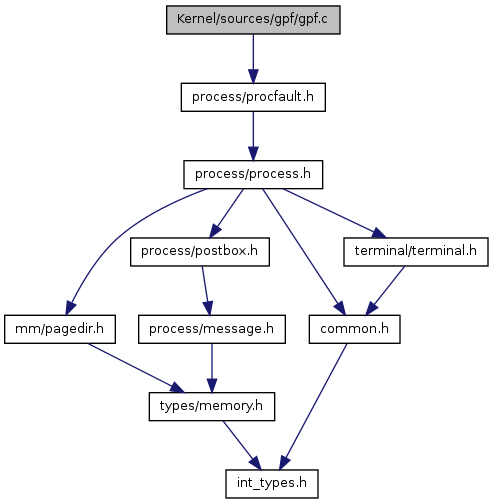 Kernel/sources/gpf/gpf.c
process/procfault.h
process/process.h
process/postbox.h
terminal/terminal.h
mm/pagedir.h
process/message.h
common.h
types/memory.h
int_types.h